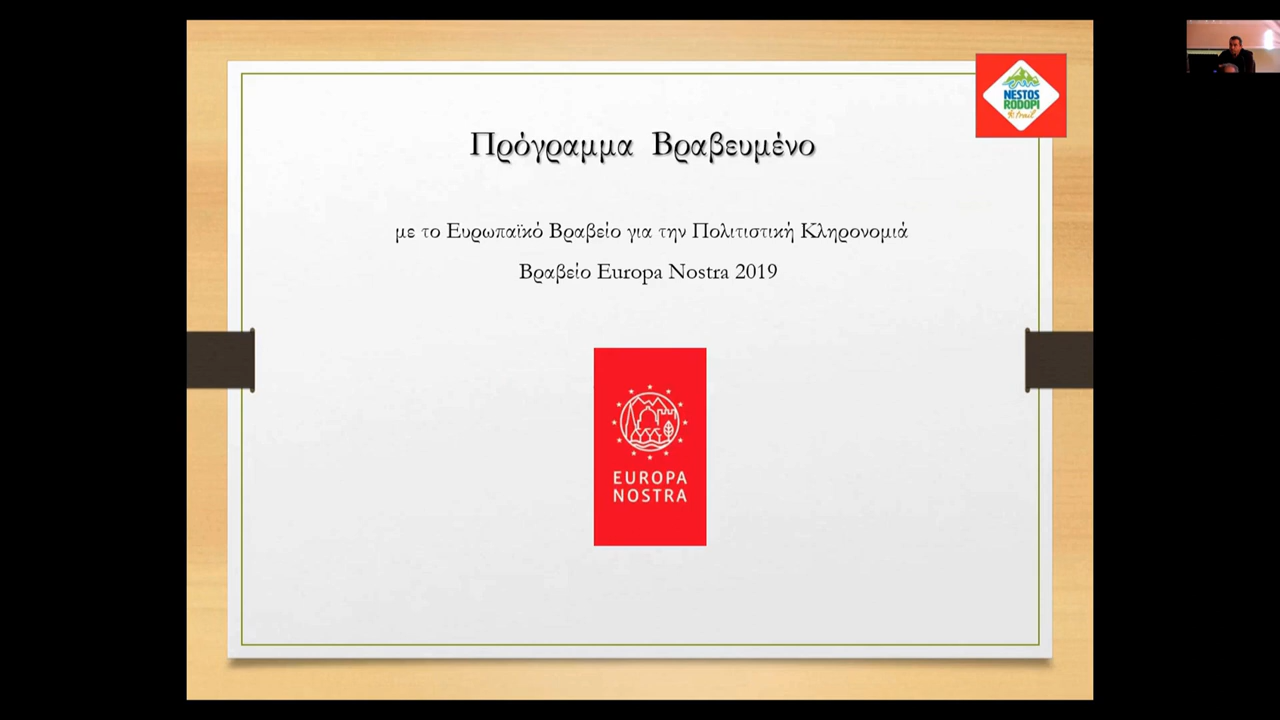 NESTOS
RODOPI
Πρόγραμμα Βραβευμένο
με το Ευρωπαϊκό Βραβείο για την Πολιτιστική Κληρονομιά
Βραβείο Europa Nostra 2019
EUROPA
NOSTRA